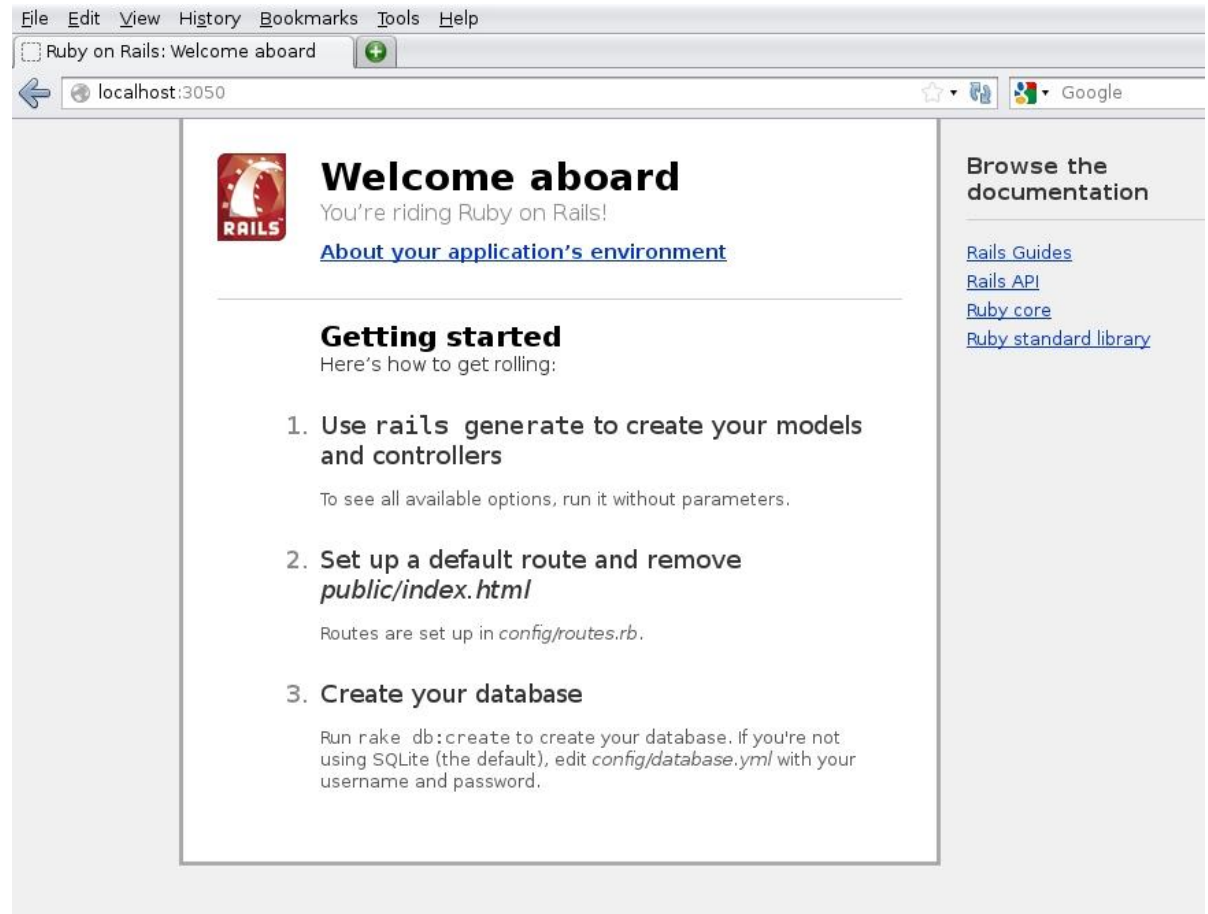 File Edit View History Bookmarks Tools Help
Ruby on Rails: Welcome aboard
localhost:3050
Google
RAILS
Welcome aboard
You’re riding Ruby on Rails!
About your application’s environment
Getting started
Here’s how to get rolling:
1. Use rails generate to create your models
and controllers
To see all available options, run it without parameters.
2. Set up a default route and remove
public/index.html
Routes are set up in config/routes.rb.
3. Create your database
Run rake db:create to create your database. If you're not
using SQLite (the default), edit config/database.yml with your
username and password.
Browse the
documentation
Rails Guides
Rails API
Ruby core
Ruby standard library